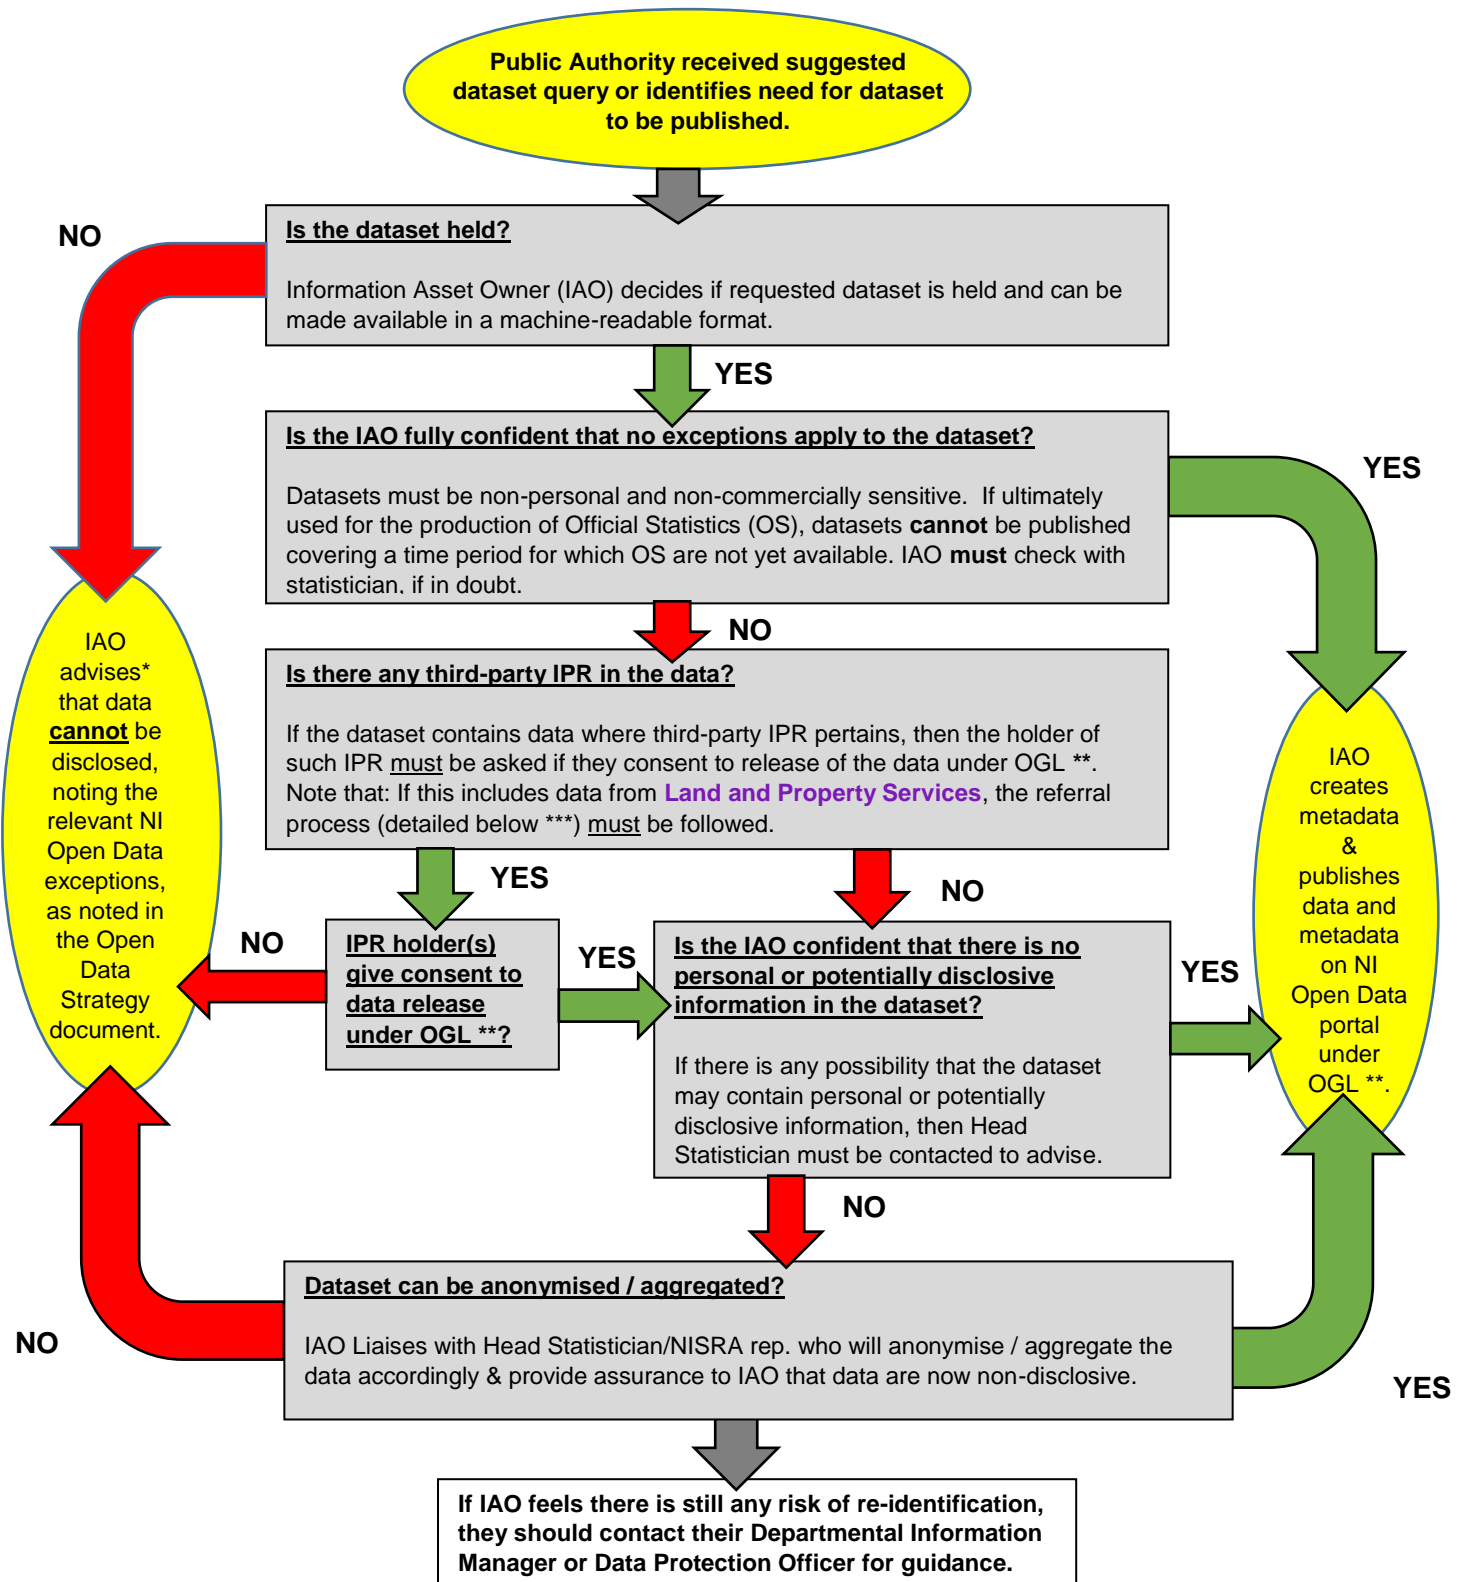 Public Authority received suggested
dataset query or identifies need for dataset
to be published.
NO
Is the dataset held?
Information Asset Owner (IAO) decides if requested dataset is held and can be
made available in a machine-readable format.
YES
Is the IAO fully confident that no exceptions apply to the dataset?
Datasets must be non-personal and non-commercially sensitive.  If ultimately
used for the production of Official Statistics (OS), datasets cannot be published
covering a time period for which OS are not yet available. IAO must check with
statistician, if in doubt.
YES
NO
Is there any third-party IPR in the data?
If the dataset contains data where third-party IPR pertains, then the holder of
such IPR must be asked if they consent to release of the data under OGL **.
Note that: If this includes data from Land and Property Services, the referral
process (detailed below ***) must be followed.
YES
NO
IAO
advises*
that data
cannot be
disclosed,
noting the
relevant NI
Open Data
exceptions,
as noted in
the Open
Data
Strategy
document.
NO
IPR holder(s)
give consent to
data release
under OGL **?
YES
Is the IAO confident that there is no
personal or potentially disclosive
information in the dataset?
If there is any possibility that the dataset
may contain personal or potentially
disclosive information, then Head
Statistician must be contacted to advise.
YES
IAO
creates
metadata
&
publishes
data and
metadata
on NI
Open Data
portal
under
OGL **.
NO
Dataset can be anonymised / aggregated?
IAO Liaises with Head Statistician/NISRA rep. who will anonymise / aggregate the
data accordingly & provide assurance to IAO that data are now non-disclosive.
NO
YES
If IAO feels there is still any risk of re-identification,
they should contact their Departmental Information
Manager or Data Protection Officer for guidance.